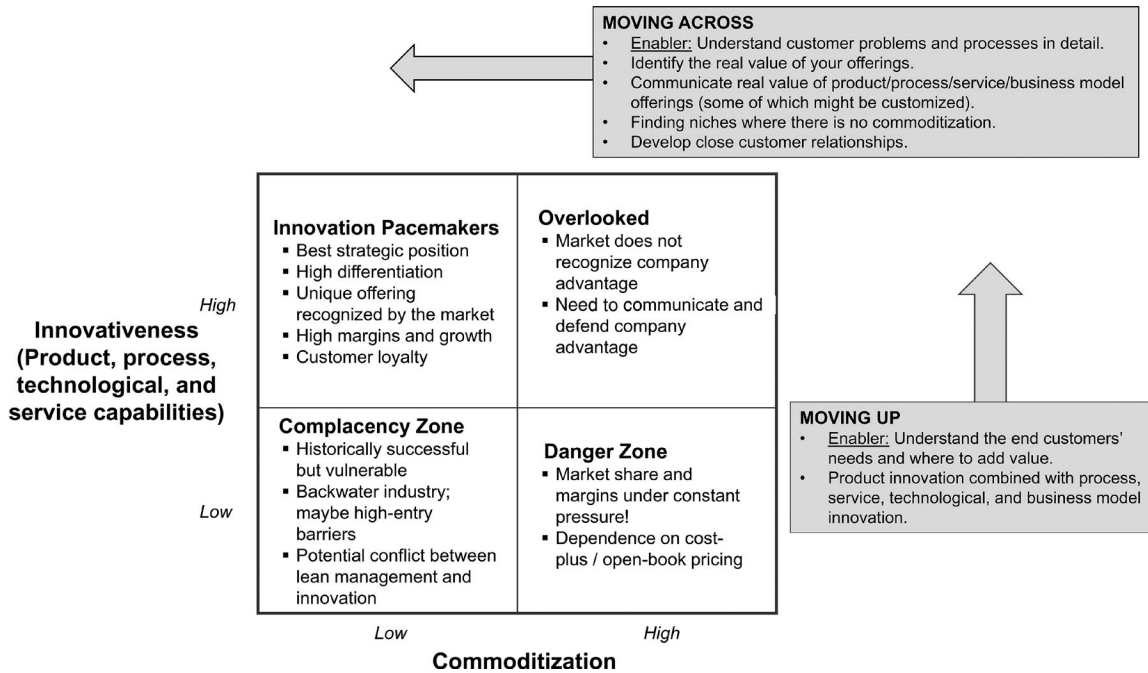 MOVING ACROSS
• Enabler: Understand customer problems and processes in detail.
• Identify the real value of your offerings.
• Communicate real value of product/process/service/business model
offerings (some of which might be customized).
• Finding niches where there is no commoditization.
• Develop close customer relationships.
Innovation Pacemakers
▪ Best strategic position
▪ High differentiation
▪ Unique offering
recognized by the market
▪ High margins and growth
▪ Customer loyalty
Overlooked
▪ Market does not
recognize company
advantage
▪ Need to communicate and
defend company
advantage
High
Innovativeness
(Product, process,
technological, and
service capabilities)
Low
Complacency Zone
▪ Historically successful
but vulnerable
▪ Backwater industry;
maybe high-entry
barriers
▪ Potential conflict between
lean management and
innovation
Danger Zone
▪ Market share and
margins under constant
pressure!
▪ Dependence on cost-
plus / open-book pricing
MOVING UP
• Enabler: Understand the end customers'
needs and where to add value.
• Product innovation combined with process,
service, technological, and business model
innovation.
Low
High
Commoditization